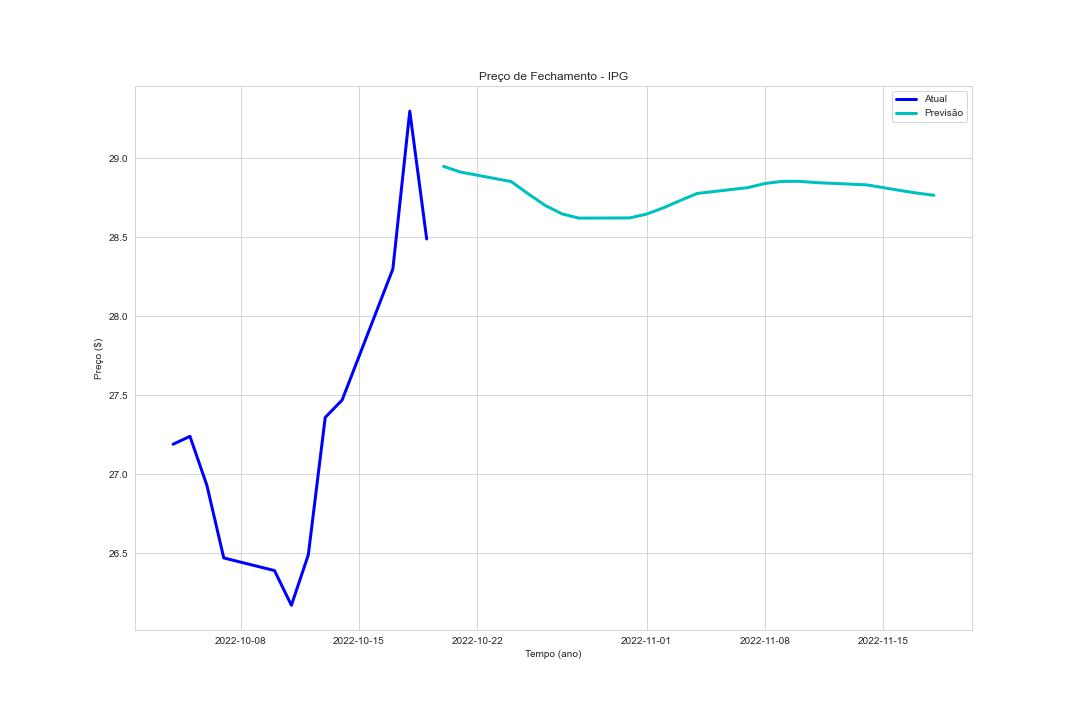 Preço de Fechamento - IPG
Atual
Previsão
29.0
28.5
28.0
27.5
27.0
26.5
Preço ($)
2022-10-08
2022-10-15
2022-10-22
2022-11-01
2022-11-08
2022-11-15
Tempo (ano)